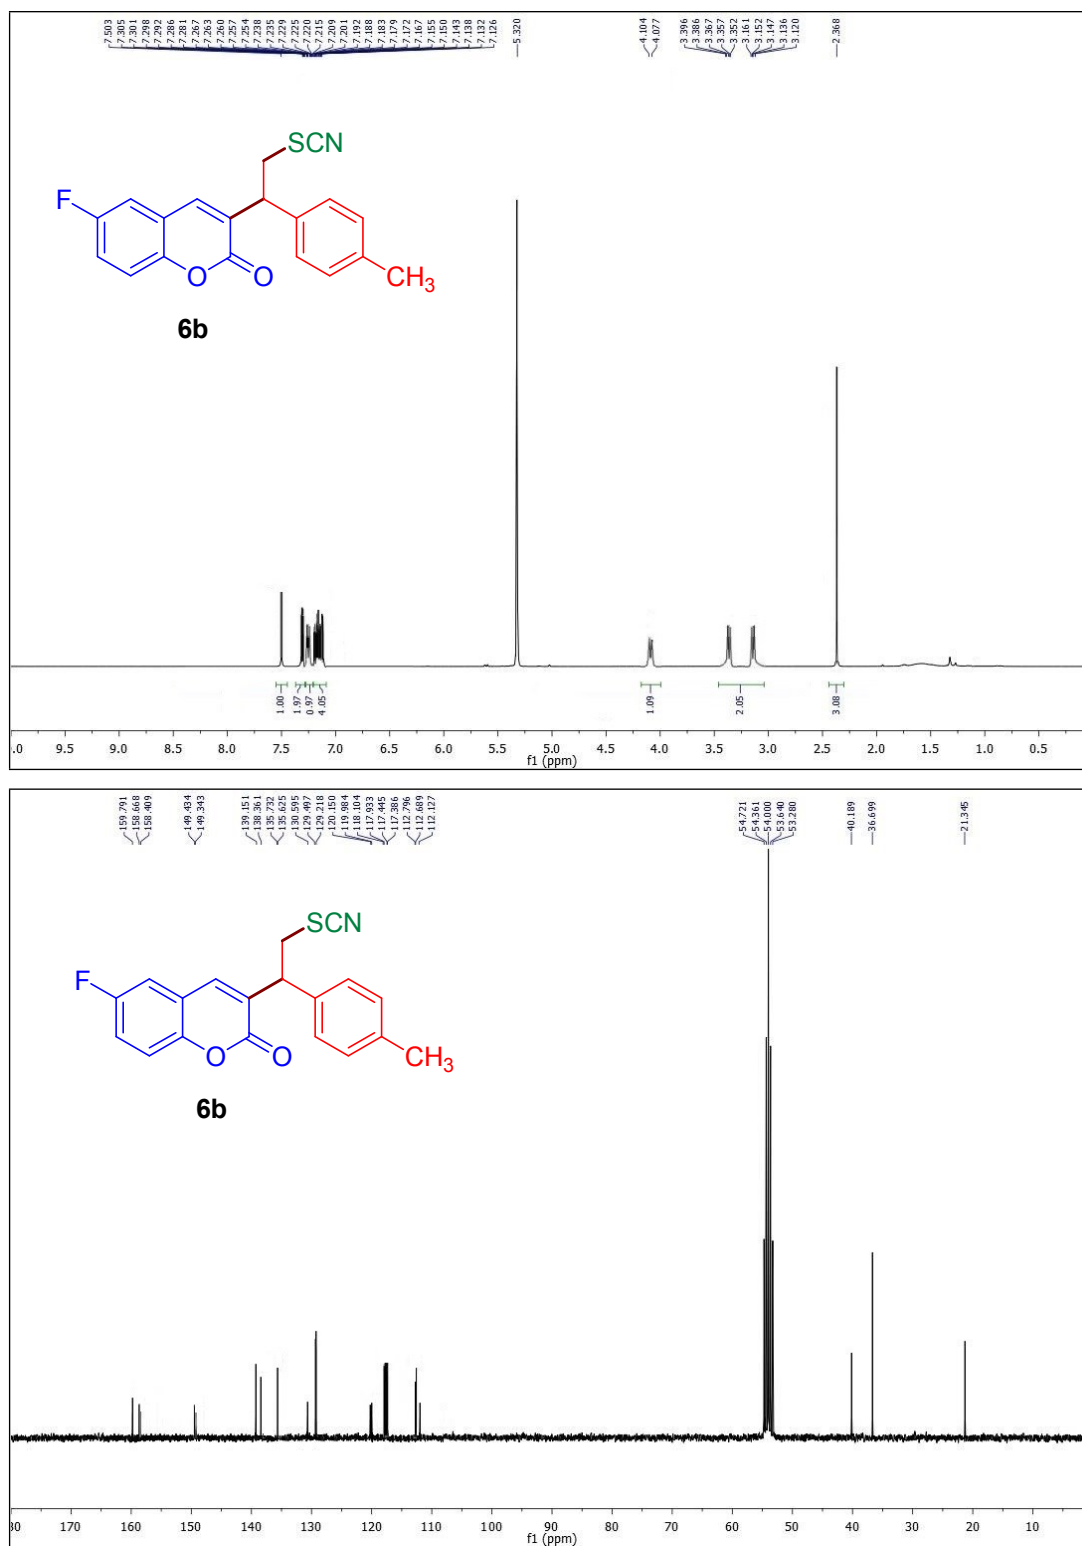 7.503 7.305 7.301 7.298 7.292 7.286 7.281 7.267 7.263 7.260 7.257 7.254 7.238 7.235 7.229 7.225 7.220 7.215 7.209 7.201 7.192 7.188 7.183 7.179 7.172 7.167 7.155 7.150 7.143 7.138 7.132 7.126 5.320 4.104 4.077 3.396 3.386 3.367 3.357 3.352 3.161 3.152 3.147 3.136 3.120 2.368
SCN
F
O O CH3
6b
1.00 1.97 0.97 4.05 1.09 2.05 3.08
.0 9.5 9.0 8.5 8.0 7.5 7.0 6.5 6.0 5.5 5.0 4.5 4.0 3.5 3.0 2.5 2.0 1.5 1.0 0.5
f1 (ppm)
159.791 158.668 158.409 149.434 149.343 139.151 138.361 135.732 135.625 130.595 129.497 129.218 120.150 119.984 118.104 117.933 117.445 117.386 112.796 112.689 112.127 54.721 54.361 54.000 53.640 53.280 40.189 36.699 21.345
SCN
F
O O CH3
6b
80 170 160 150 140 130 120 110 100 90 80 70 60 50 40 30 20 10
f1 (ppm)